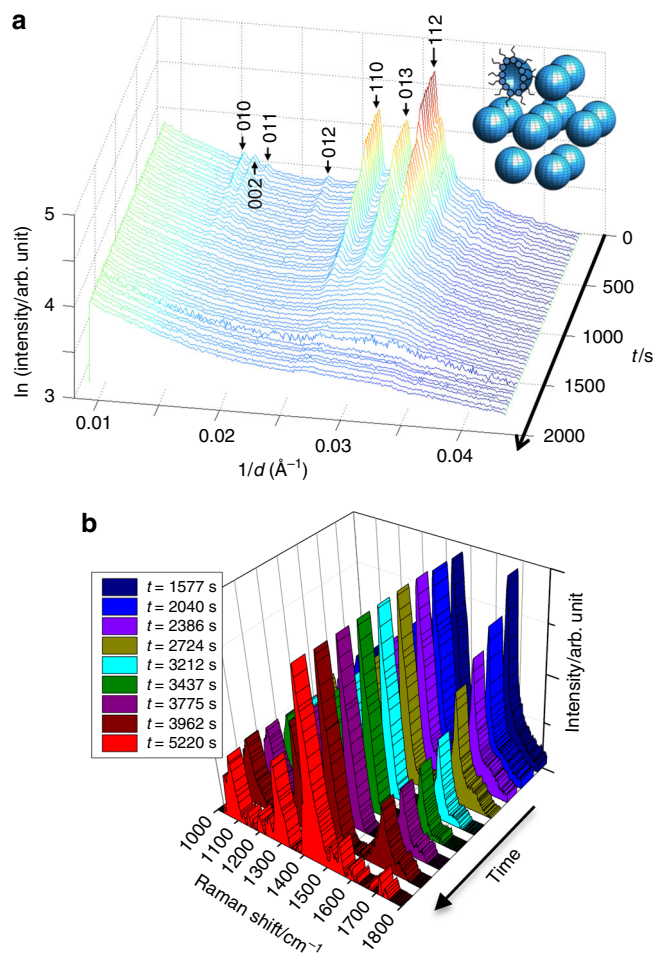 a
112
110
013
010
011
002
012
5
4
3
ln (intensity/arb. unit)
0
500
1000
1500
2000
t/s
0.01
0.02
0.03
0.04
1/d (Å⁻¹)
b
t = 1577 s
t = 2040 s
t = 2386 s
t = 2724 s
t = 3212 s
t = 3437 s
t = 3775 s
t = 3962 s
t = 5220 s
Intensity/arb. unit
1000
1100
1200
1300
1400
1500
1600
1700
1800
Raman shift/cm⁻¹
Time